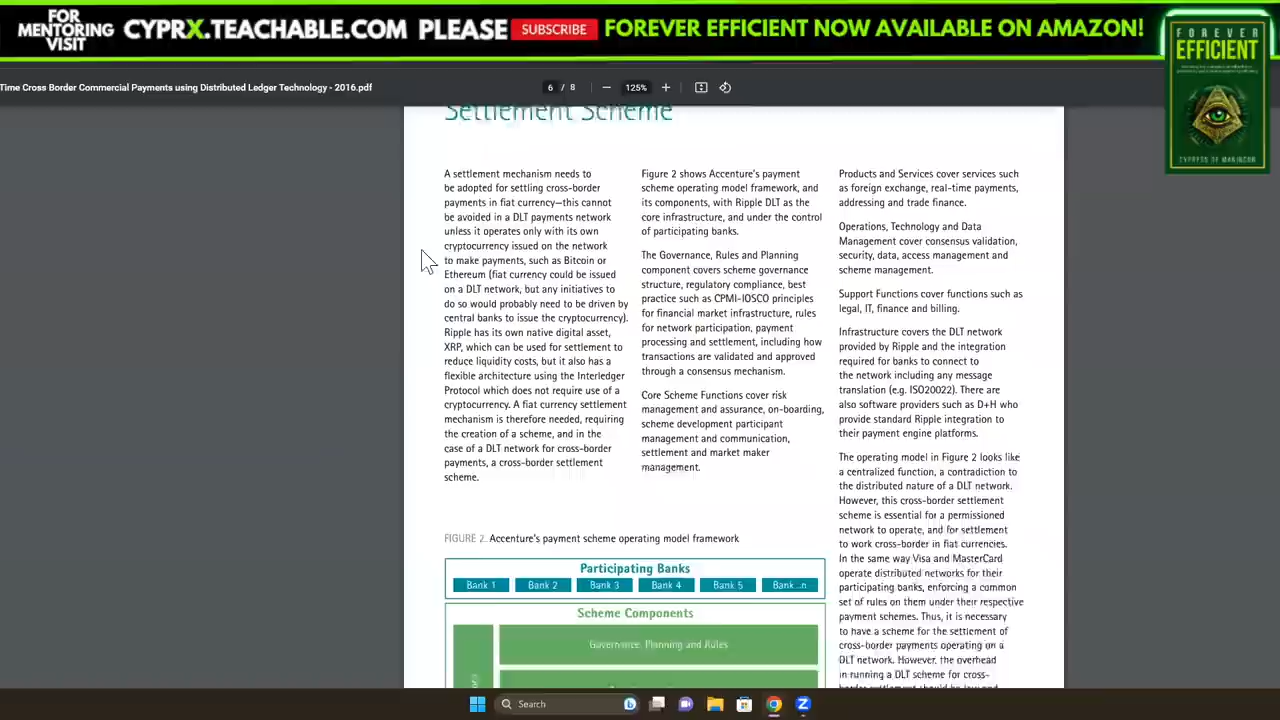 FOR
MENTORING
VISIT
CYPRX.TEACHABLE.COM PLEASE SUBSCRIBE FOREVER EFFICIENT NOW AVAILABLE ON AMAZON!
FOREVER
EFFICIENT
CYPRESS OF MANINCOR
Time Cross Border Commercial Payments using Distributed Ledger Technology - 2016.pdf
6 / 8
125%
Settlement Scheme
A settlement mechanism needs to
be adopted for settling cross-border
payments in fiat currency—this cannot
be avoided in a DLT payments network
unless it operates only with its own
cryptocurrency issued on the network
to make payments, such as Bitcoin or
Ethereum (fiat currency could be issued
on a DLT network, but any initiatives to
do so would probably need to be driven by
central banks to issue the cryptocurrency).
Ripple has its own native digital asset,
XRP, which can be used for settlement to
reduce liquidity costs, but it also has a
flexible architecture using the Interledger
Protocol which does not require use of a
cryptocurrency. A fiat currency settlement
mechanism is therefore needed, requiring
the creation of a scheme, and in the
case of a DLT network for cross-border
payments, a cross-border settlement
scheme.
Figure 2 shows Accenture's payment
scheme operating model framework, and
its components, with Ripple DLT as the
core infrastructure, and under the control
of participating banks.
The Governance, Rules and Planning
component covers scheme governance
structure, regulatory compliance, best
practice such as CPMI-IOSCO principles
for financial market infrastructure, rules
for network participation, payment
processing and settlement, including how
transactions are validated and approved
through a consensus mechanism.
Core Scheme Functions cover risk
management and assurance, on-boarding,
scheme development participant
management and communication,
settlement and market maker
management.
Products and Services cover services such
as foreign exchange, real-time payments,
addressing and trade finance.
Operations, Technology and Data
Management cover consensus validation,
security, data, access management and
scheme management.
Support Functions cover functions such as
legal, IT, finance and billing.
Infrastructure covers the DLT network
provided by Ripple and the integration
required for banks to connect to
the network including any message
translation (e.g. ISO20022). There are
also software providers such as D+H who
provide standard Ripple integration to
their payment engine platforms.
The operating model in Figure 2 looks like
a centralized function, a contradiction to
the distributed nature of a DLT network.
However, this cross-border settlement
scheme is essential for a permissioned
network to operate, and for settlement
to work cross-border in fiat currencies.
In the same way Visa and MasterCard
operate distributed networks for their
participating banks, enforcing a common
set of rules on them under their respective
payment schemes. Thus, it is necessary
to have a scheme for the settlement of
cross-border payments operating on a
DLT network. However, the overhead
in running a DLT scheme for cross-
border settlement should be low and
FIGURE 2. Accenture's payment scheme operating model framework
Participating Banks
Bank 1 Bank 2 Bank 3 Bank 4 Bank 5 Bank ..n
Scheme Components
Governance, Planning and Rules
Search